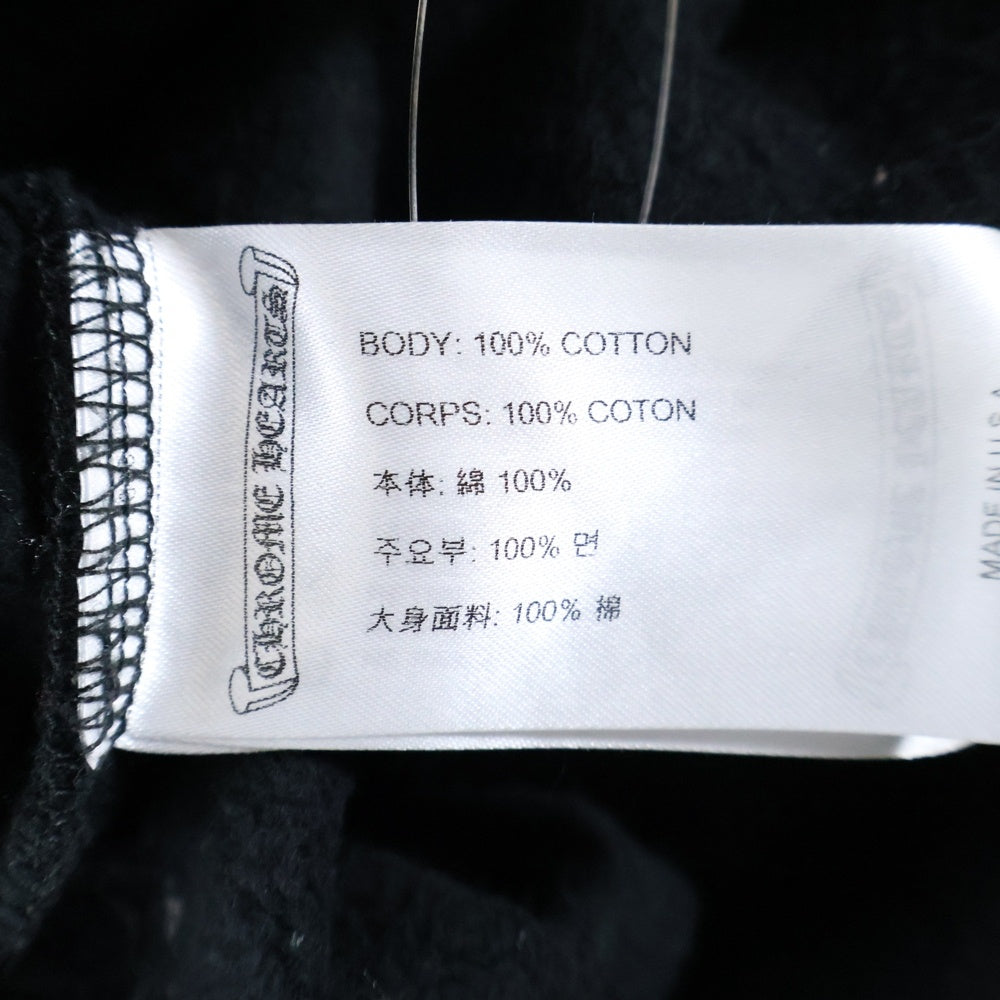 CHROME HEARTS
BODY: 100% COTTON
CORPS: 100% COTON
本体: 綿 100%
주요부: 100% 면
大身面料: 100% 棉
MADE IN U.S.A